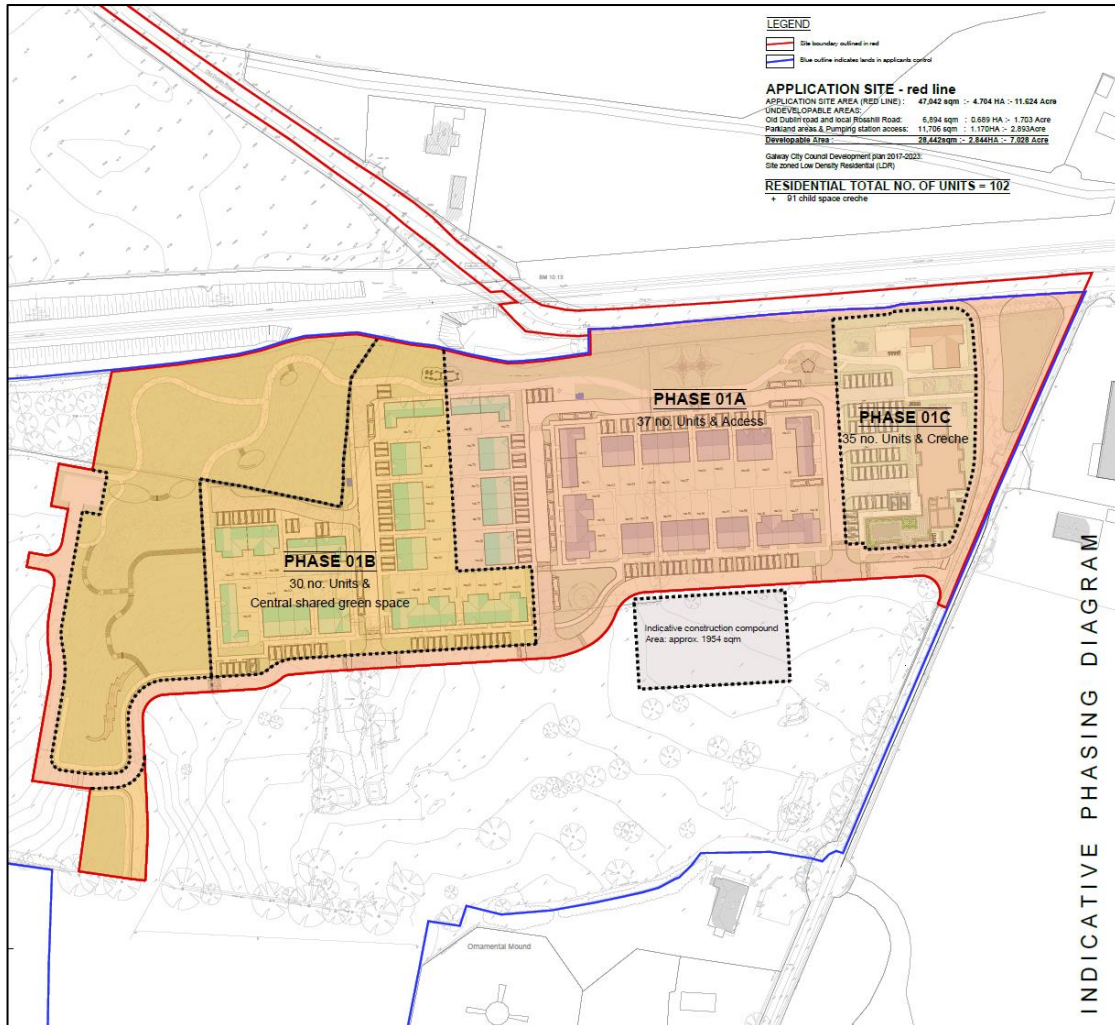 LEGEND
Site boundary outlined in red
Blue outline indicates lands in applicants control
APPLICATION SITE - red line
APPLICATION SITE AREA (RED LINE) : 47,042 sqm :- 4.704 HA :- 11.624 Acre
UNDEVELOPABLE AREAS:
Old Dublin road and local Rosshill Road: 6,894 sqm : 0.689 HA :- 1.703 Acre
Parkland areas & Pumping station access: 11,706 sqm : 1.170HA :- 2.893Acre
Developable Area : 28,442sqm :- 2.844HA :- 7.028 Acre
Galway City Council Development plan 2017-2023:
Site zoned Low Density Residential (LDR)
RESIDENTIAL TOTAL NO. OF UNITS = 102
+ 91 child space creche
Old Dublin Road
BM 10.13
PHASE 01A
37 no. Units & Access
PHASE 01C
35 no. Units & Creche
PHASE 01B
30 no. Units &
Central shared green space
Indicative construction compound
Area: approx. 1954 sqm
Ornamental Mound
INDICATIVE PHASING DIAGRAM